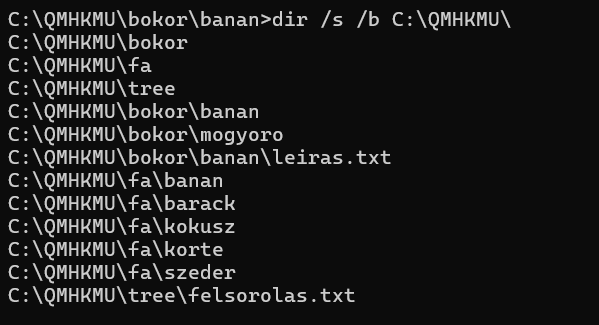 C:\QMHKMU\bokor\banan>dir /s /b C:\QMHKMU\
C:\QMHKMU\bokor
C:\QMHKMU\fa
C:\QMHKMU\tree
C:\QMHKMU\bokor\banan
C:\QMHKMU\bokor\mogyoro
C:\QMHKMU\bokor\banan\leiras.txt
C:\QMHKMU\fa\banan
C:\QMHKMU\fa\barack
C:\QMHKMU\fa\kokusz
C:\QMHKMU\fa\korte
C:\QMHKMU\fa\szeder
C:\QMHKMU\tree\felsorolas.txt